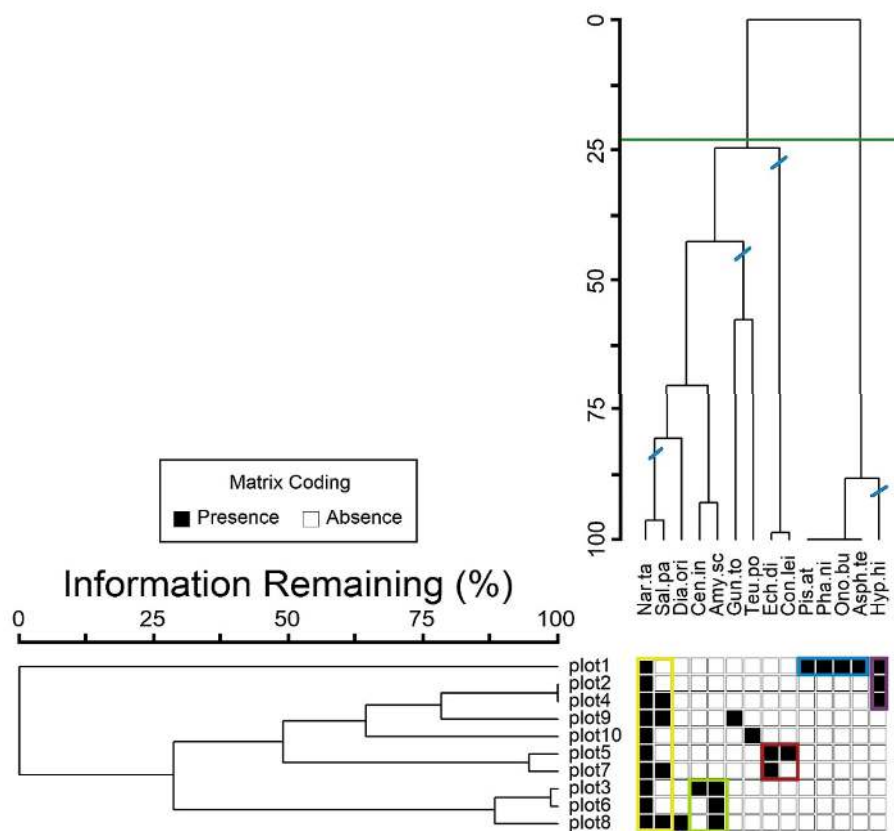 0
25
50
75
100
Matrix Coding
Presence Absence
Information Remaining (%)
0 25 50 75 100
Nar.ta
Sal.pa
Dia.ori
Cen.in
Amy.sc
Gun.to
Teu.po
Ech.di
Con.lei
Pis.at
Pha.ni
Ono.bu
Asph.te
Hyp.hi
plot1
plot2
plot4
plot9
plot10
plot5
plot7
plot3
plot6
plot8